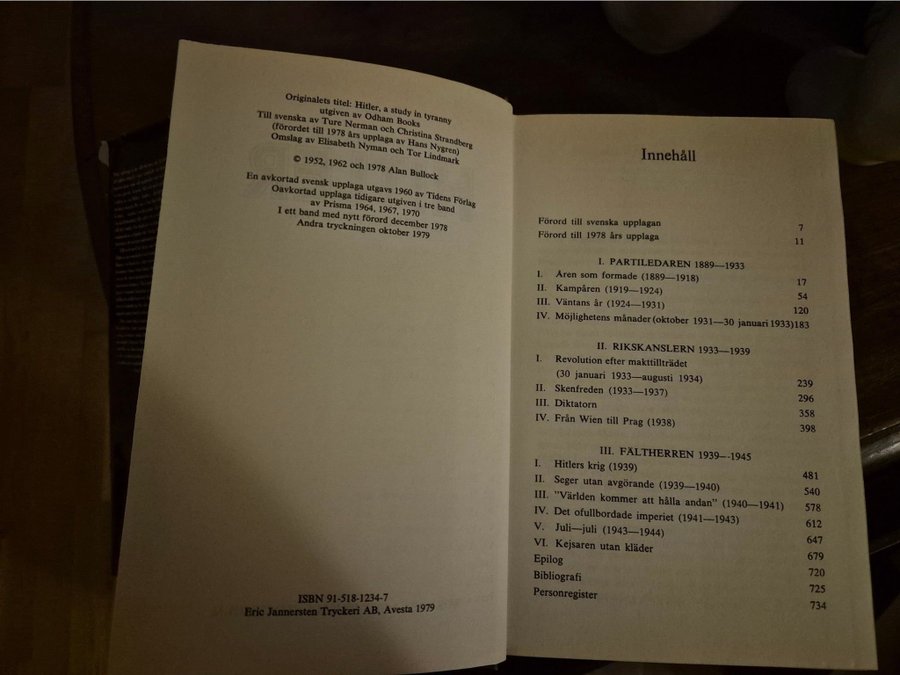 Originalets titel: Hitler, a study in tyranny
utgiven av Odham Books
Till svenska av Ture Nerman och Christina Strandberg
(förordet till 1978 års upplaga av Hans Nygren)
Omslag av Elisabeth Nyman och Tor Lindmark
© 1952, 1962 och 1978 Alan Bullock
En avkortad svensk upplaga utgavs 1960 av Tidens Förlag
Oavkortad upplaga tidigare utgiven i tre band
av Prisma 1964, 1967, 1970
I ett band med nytt förord december 1978
Andra tryckningen oktober 1979
ISBN 91-518-1234-7
Eric Jannersten Tryckeri AB, Avesta 1979
Innehåll
Förord till svenska upplagan 7
Förord till 1978 års upplaga 11
I. PARTILEDAREN 1889—1933
I. Åren som formade (1889—1918) 17
II. Kampåren (1919—1924) 54
III. Väntans år (1924—1931) 120
IV. Möjlighetens månader (oktober 1931—30 januari 1933) 183
II. RIKSKANSLERN 1933—1939
I. Revolution efter makttillträdet
(30 januari 1933—augusti 1934) 239
II. Skenfreden (1933—1937) 296
III. Diktatorn 358
IV. Från Wien till Prag (1938) 398
III. FÄLTHERREN 1939--1945
I. Hitlers krig (1939) 481
II. Seger utan avgörande (1939—1940) 540
III. "Världen kommer att hålla andan" (1940—1941) 578
IV. Det ofullbordade imperiet (1941—1943) 612
V. Juli—juli (1943—1944) 647
VI. Kejsaren utan kläder 679
Epilog 720
Bibliografi 725
Personregister 734